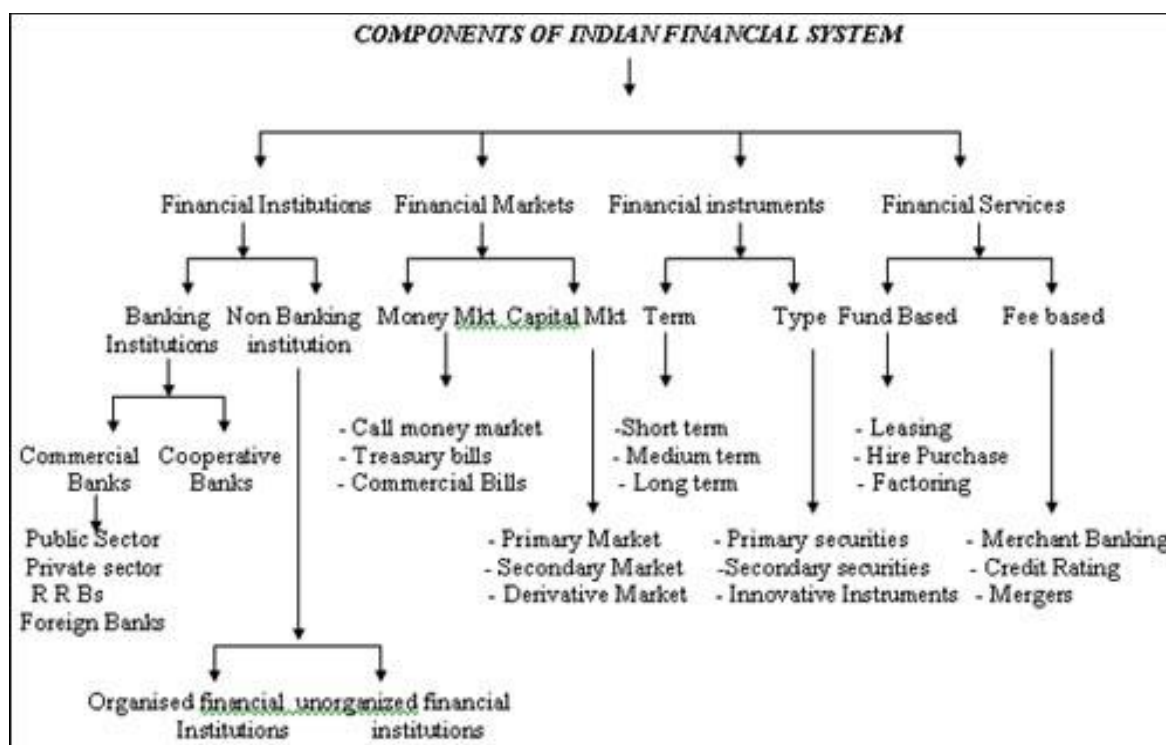 COMPONENTS OF INDIAN FINANCIAL SYSTEM
Financial Institutions Financial Markets Financial instruments Financial Services
Banking Non Banking Money Mkt Capital Mkt Term Type Fund Based Fee based
Institutions institution
- Call money market -Short term - Leasing
Commercial Cooperative - Treasury bills - Medium term - Hire Purchase
Banks Banks - Commercial Bills - Long term - Factoring
Public Sector - Primary Market - Primary securities - Merchant Banking
Private sector - Secondary Market -Secondary securities - Credit Rating
R R Bs - Derivative Market - Innovative Instruments - Mergers
Foreign Banks
Organised financial unorganized financial
Institutions institutions